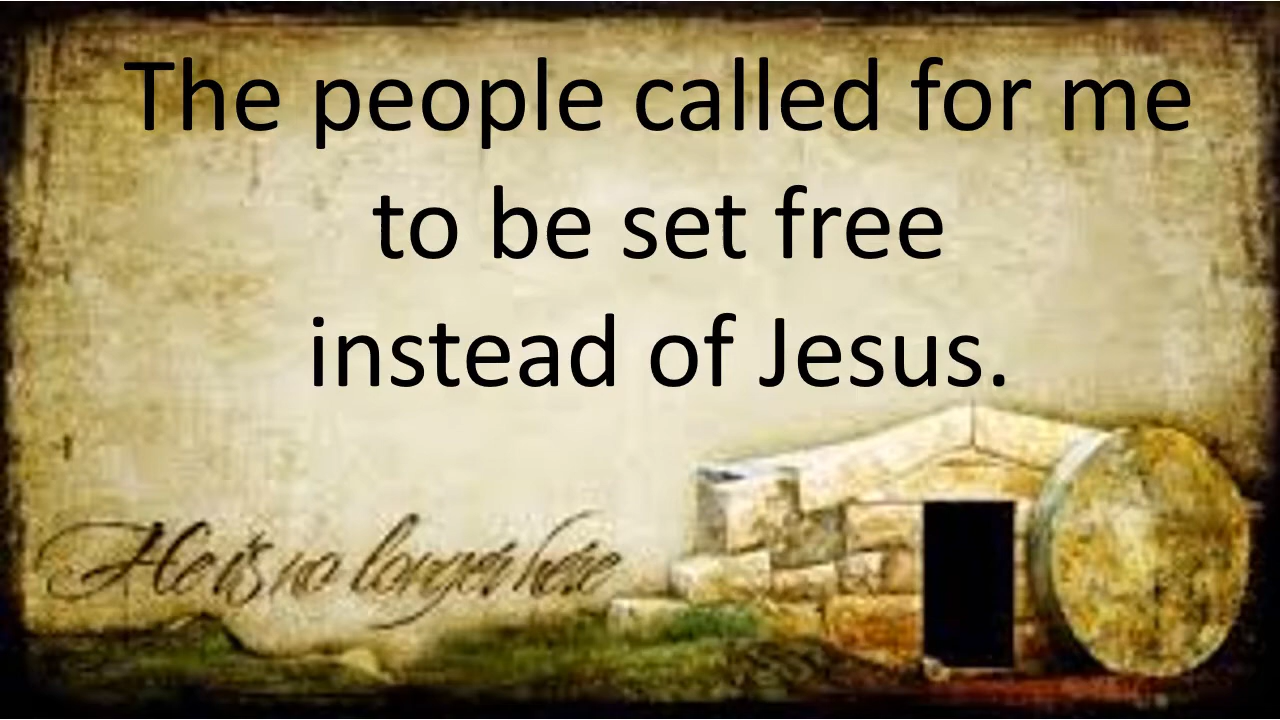 The people called for me
to be set free
instead of Jesus.
He is no longer here